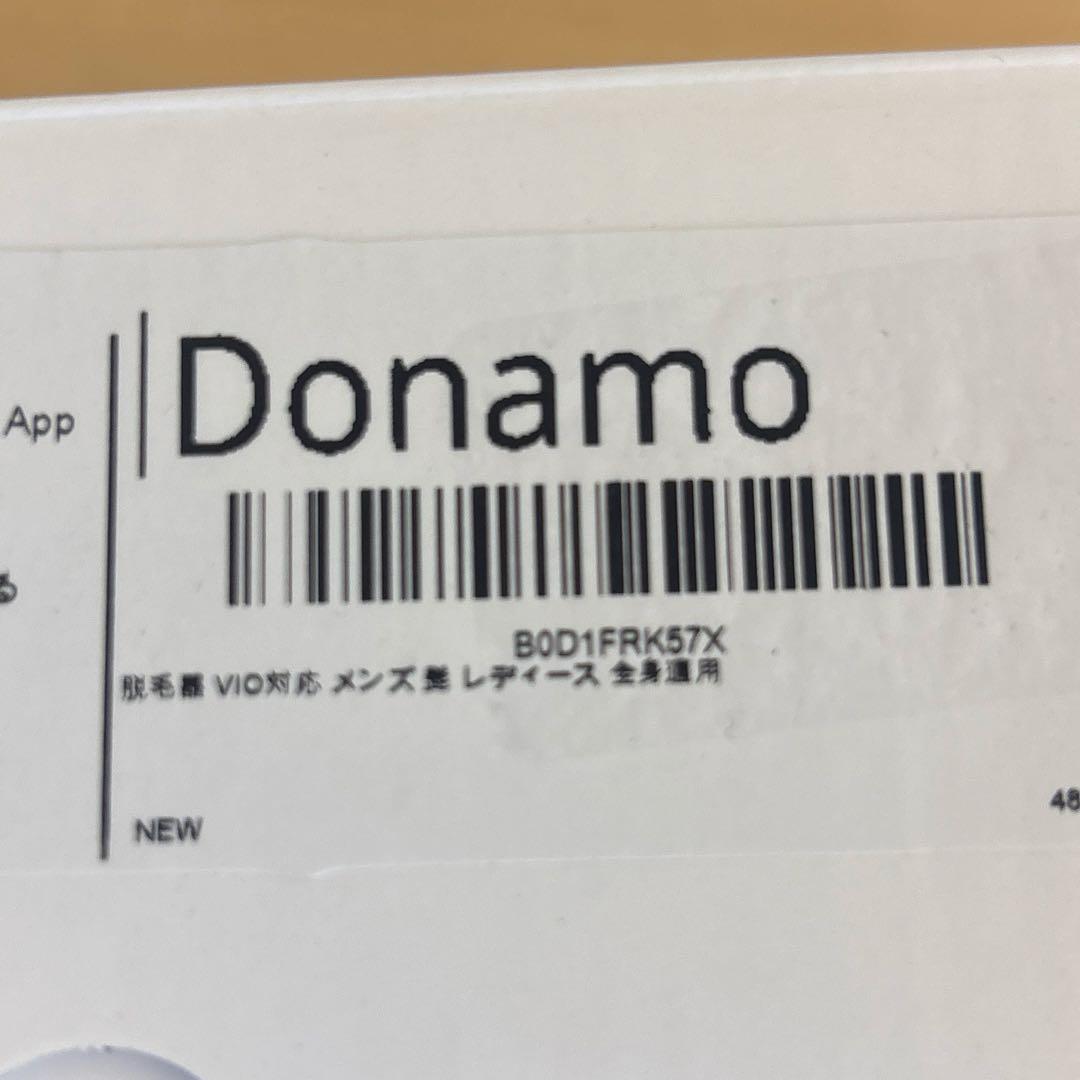 Donamo
App
B0D1FRK57X
る
脱毛器 VIO対応 メンズ 髭 レディース 全身適用
NEW
48